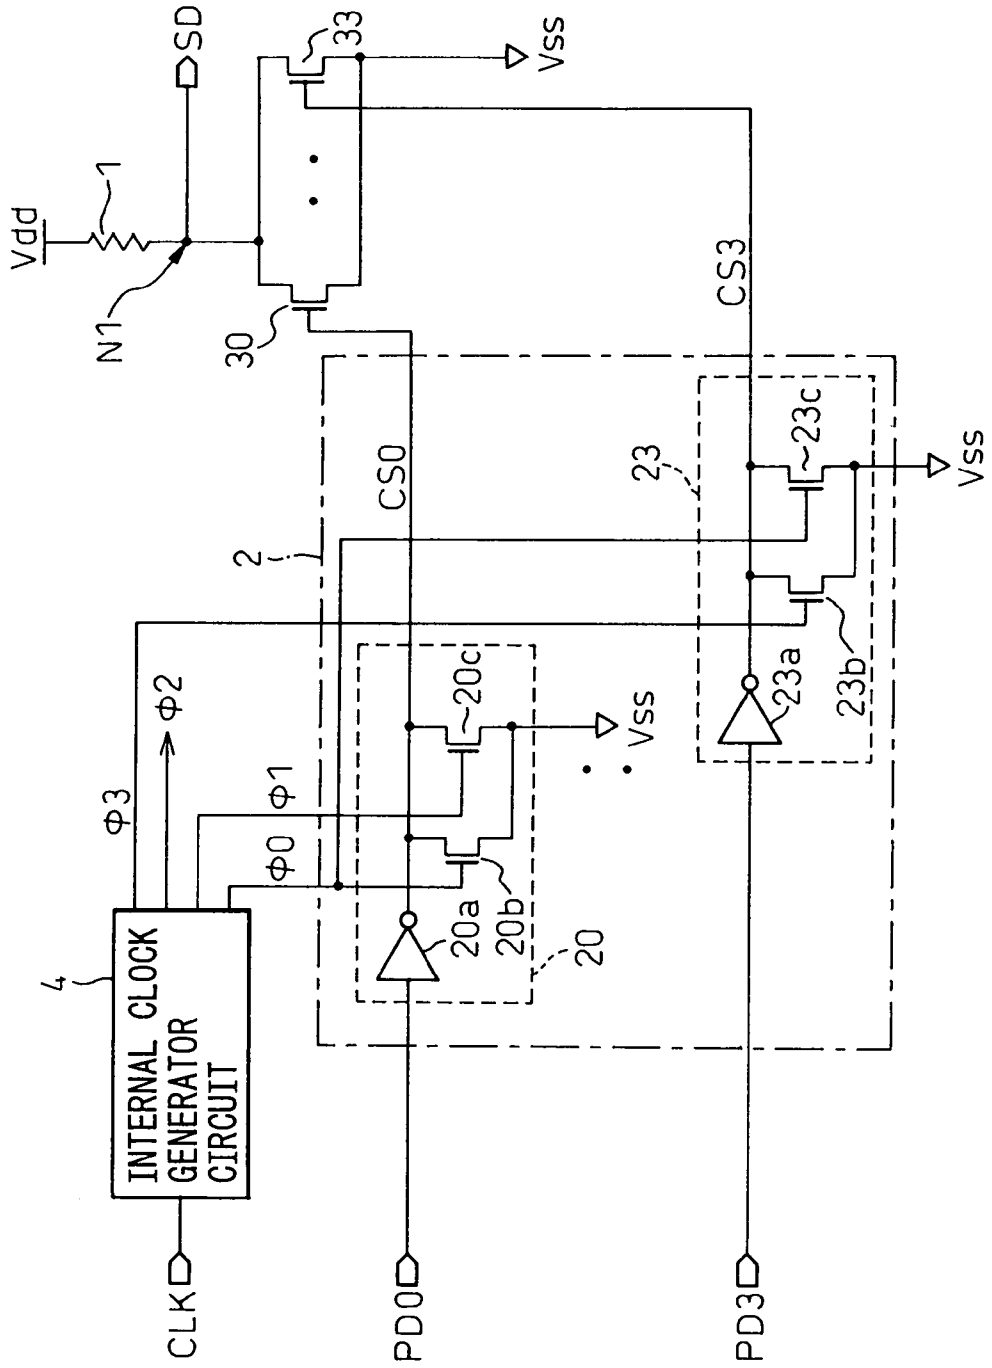 Vdd
1
N1
SD
30
33
Vss
CLK
4
INTERNAL CLOCK
GENERATOR
CIRCUIT
Φ3
Φ2
Φ1
Φ0
2
CS0
CS3
PD0
20a
20b
20c
20
Vss
PD3
23
23a
23b
23c
Vss